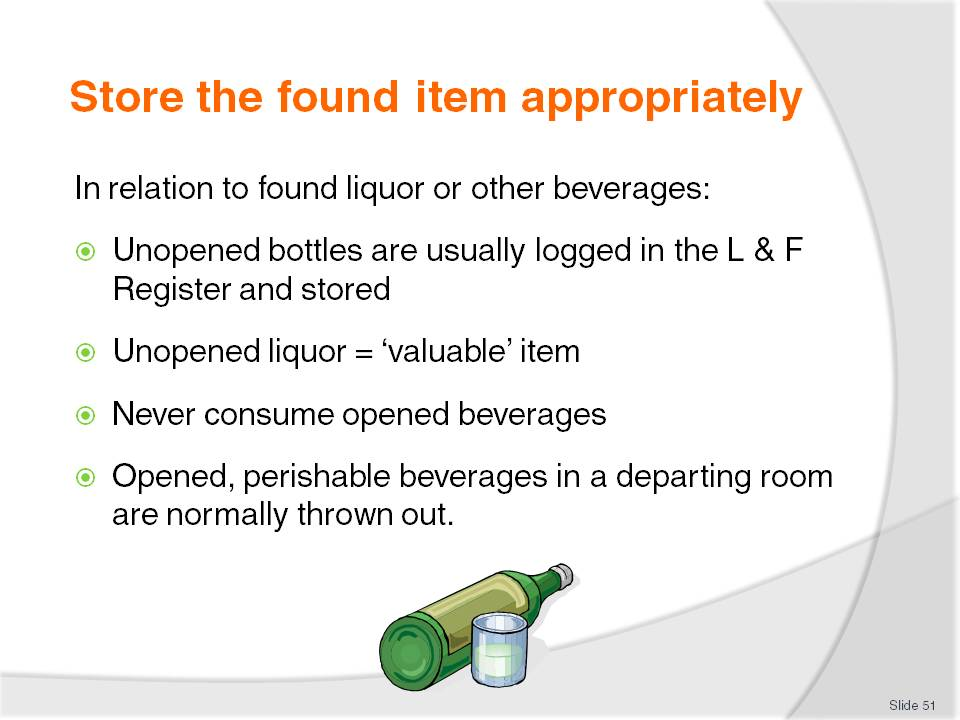 Store the found item appropriately
In relation to found liquor or other beverages:
Unopened bottles are usually logged in the L & F
Register and stored
Unopened liquor = ‘valuable’ item
Never consume opened beverages
Opened, perishable beverages in a departing room
are normally thrown out.
Slide 51